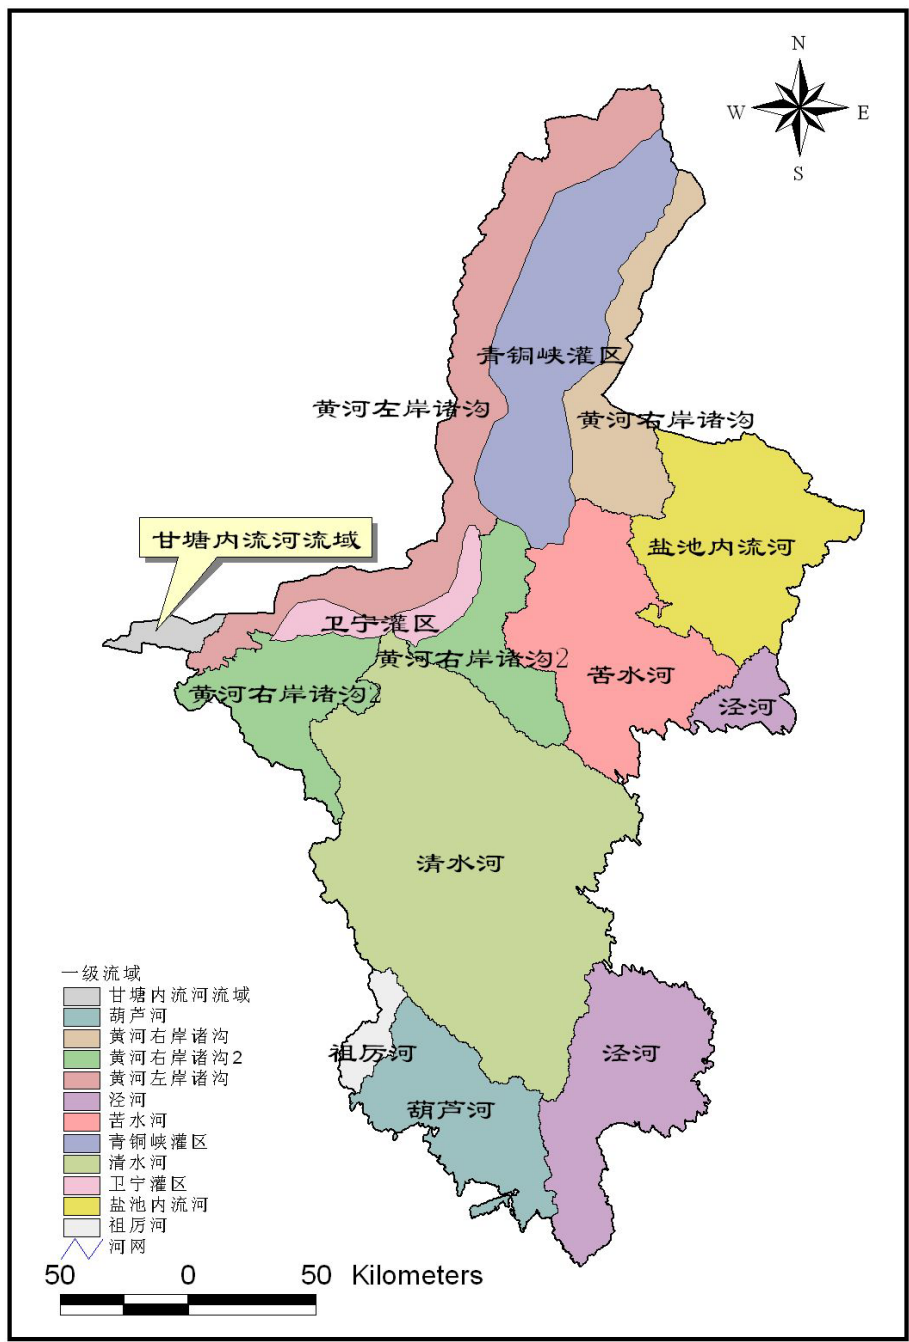 N
W E
S
青铜峡灌区
黄河左岸诸沟
黄河右岸诸沟
甘塘内流河流域
盐池内流河
卫宁灌区
黄河右岸诸沟2
苦水河
黄河右岸诸沟2
泾河
清水河
祖厉河
泾河
葫芦河
一级流域
甘塘内流河流域
葫芦河
黄河右岸诸沟
黄河右岸诸沟2
黄河左岸诸沟
泾河
苦水河
青铜峡灌区
清水河
卫宁灌区
盐池内流河
祖厉河
河网
50 0 50 Kilometers